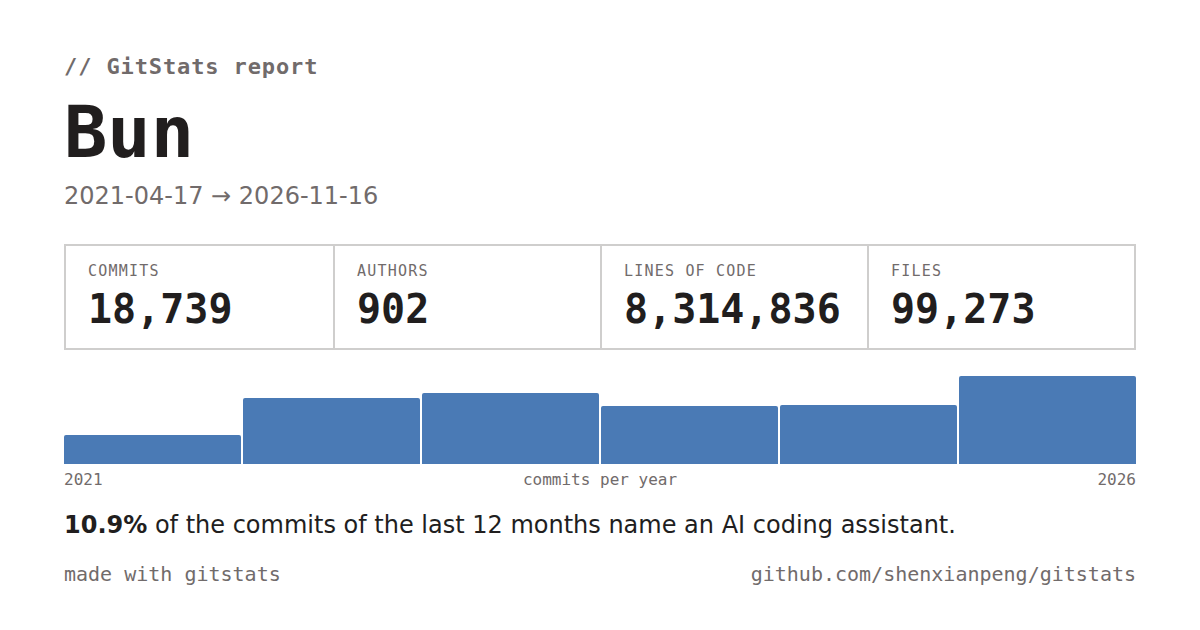 // GitStats report
Bun
2021-04-17 → 2026-11-16
COMMITS AUTHORS LINES OF CODE FILES
18,739 902 8,314,836 99,273
2021 commits per year 2026
10.9% of the commits of the last 12 months name an AI coding assistant.
made with gitstats github.com/shenxianpeng/gitstats